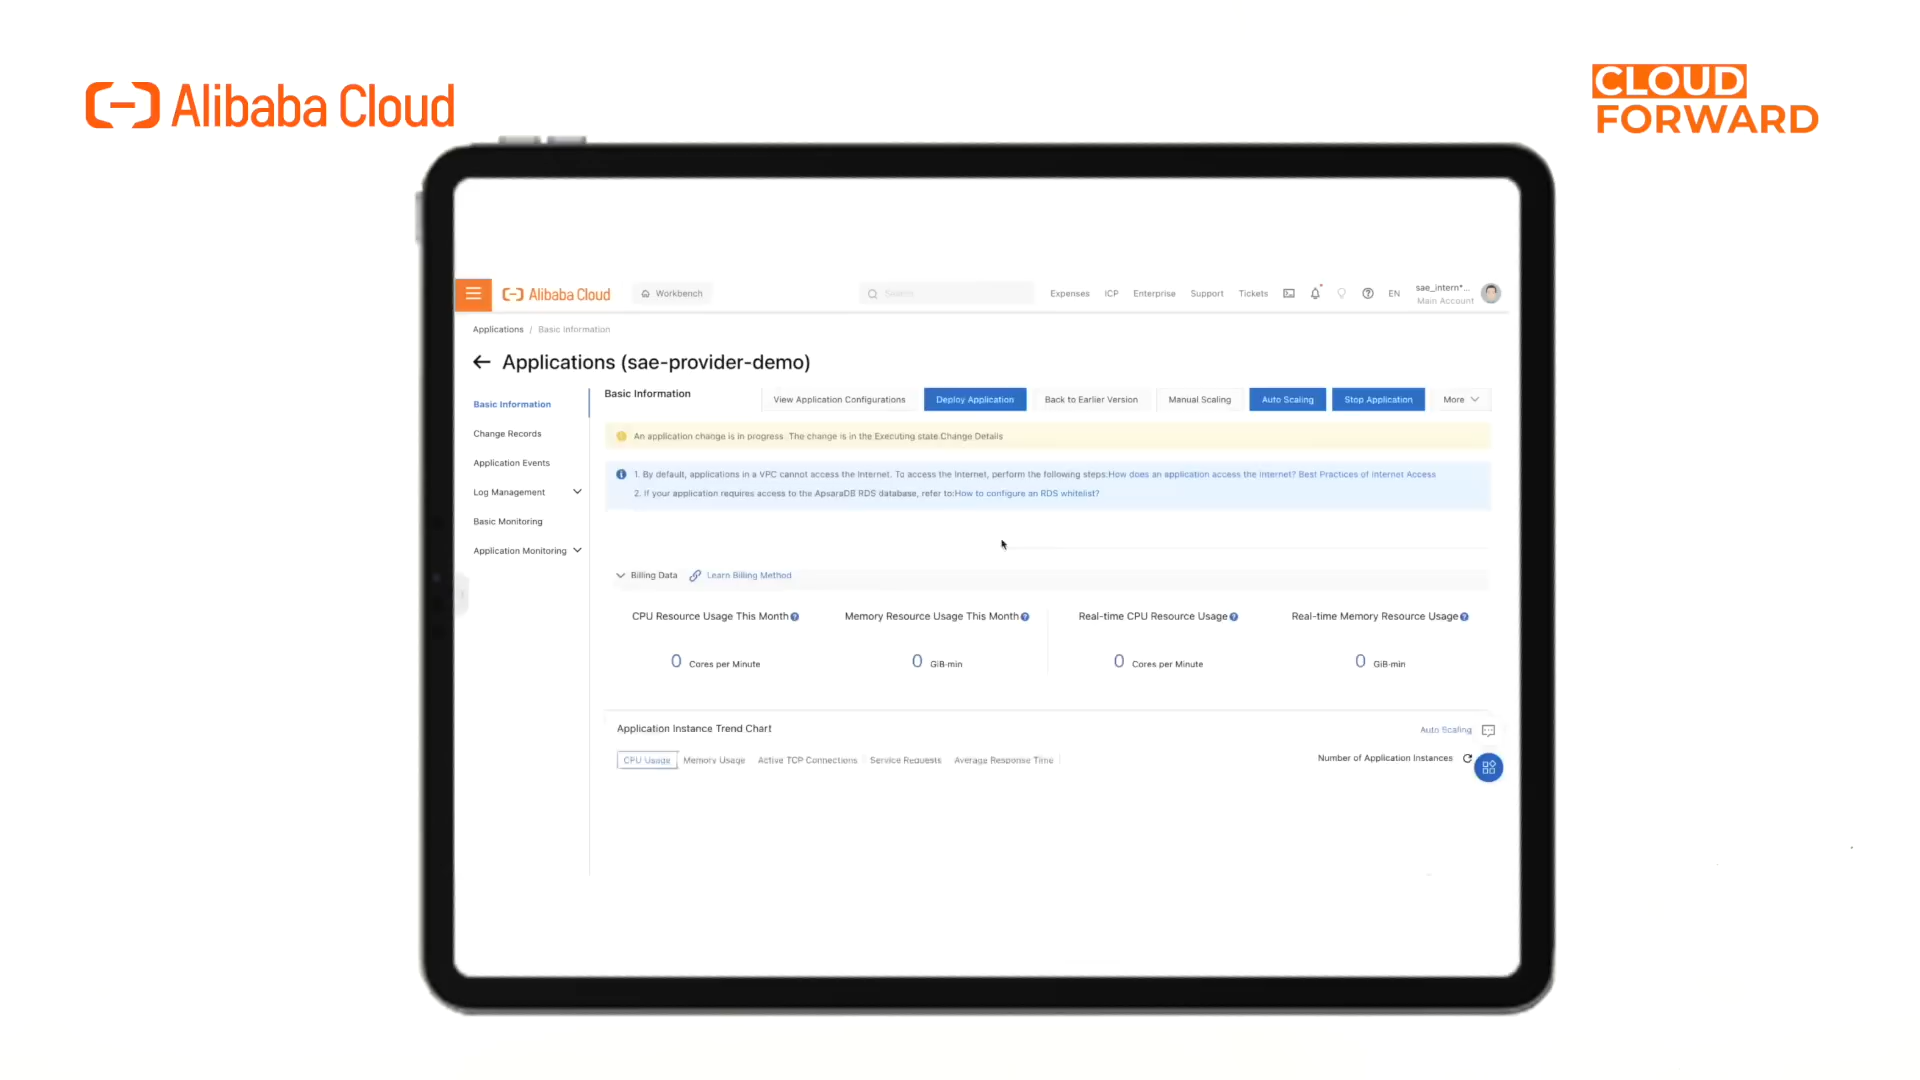 Alibaba Cloud
CLOUD
FORWARD
Alibaba Cloud
Workbench
Search
Expenses
ICP
Enterprise
Support
Tickets
EN
sae_intern*...
Main Account
Applications / Basic Information
Applications (sae-provider-demo)
Basic Information
Change Records
Application Events
Log Management
Basic Monitoring
Application Monitoring
Basic Information
View Application Configurations
Deploy Application
Back to Earlier Version
Manual Scaling
Auto Scaling
Stop Application
More
An application change is in progress. The change is in the Executing state.Change Details
1. By default, applications in a VPC cannot access the Internet. To access the Internet, perform the following steps:How does an application access the Internet? Best Practices of Internet Access
2. If your application requires access to the ApsaraDB RDS database, refer to:How to configure an RDS whitelist?
Billing Data
Learn Billing Method
CPU Resource Usage This Month
Memory Resource Usage This Month
Real-time CPU Resource Usage
Real-time Memory Resource Usage
0 Cores per Minute
0 GiB-min
0 Cores per Minute
0 GiB-min
Application Instance Trend Chart
Auto Scaling
CPU Usage
Memory Usage
Active TCP Connections
Service Requests
Average Response Time
Number of Application Instances